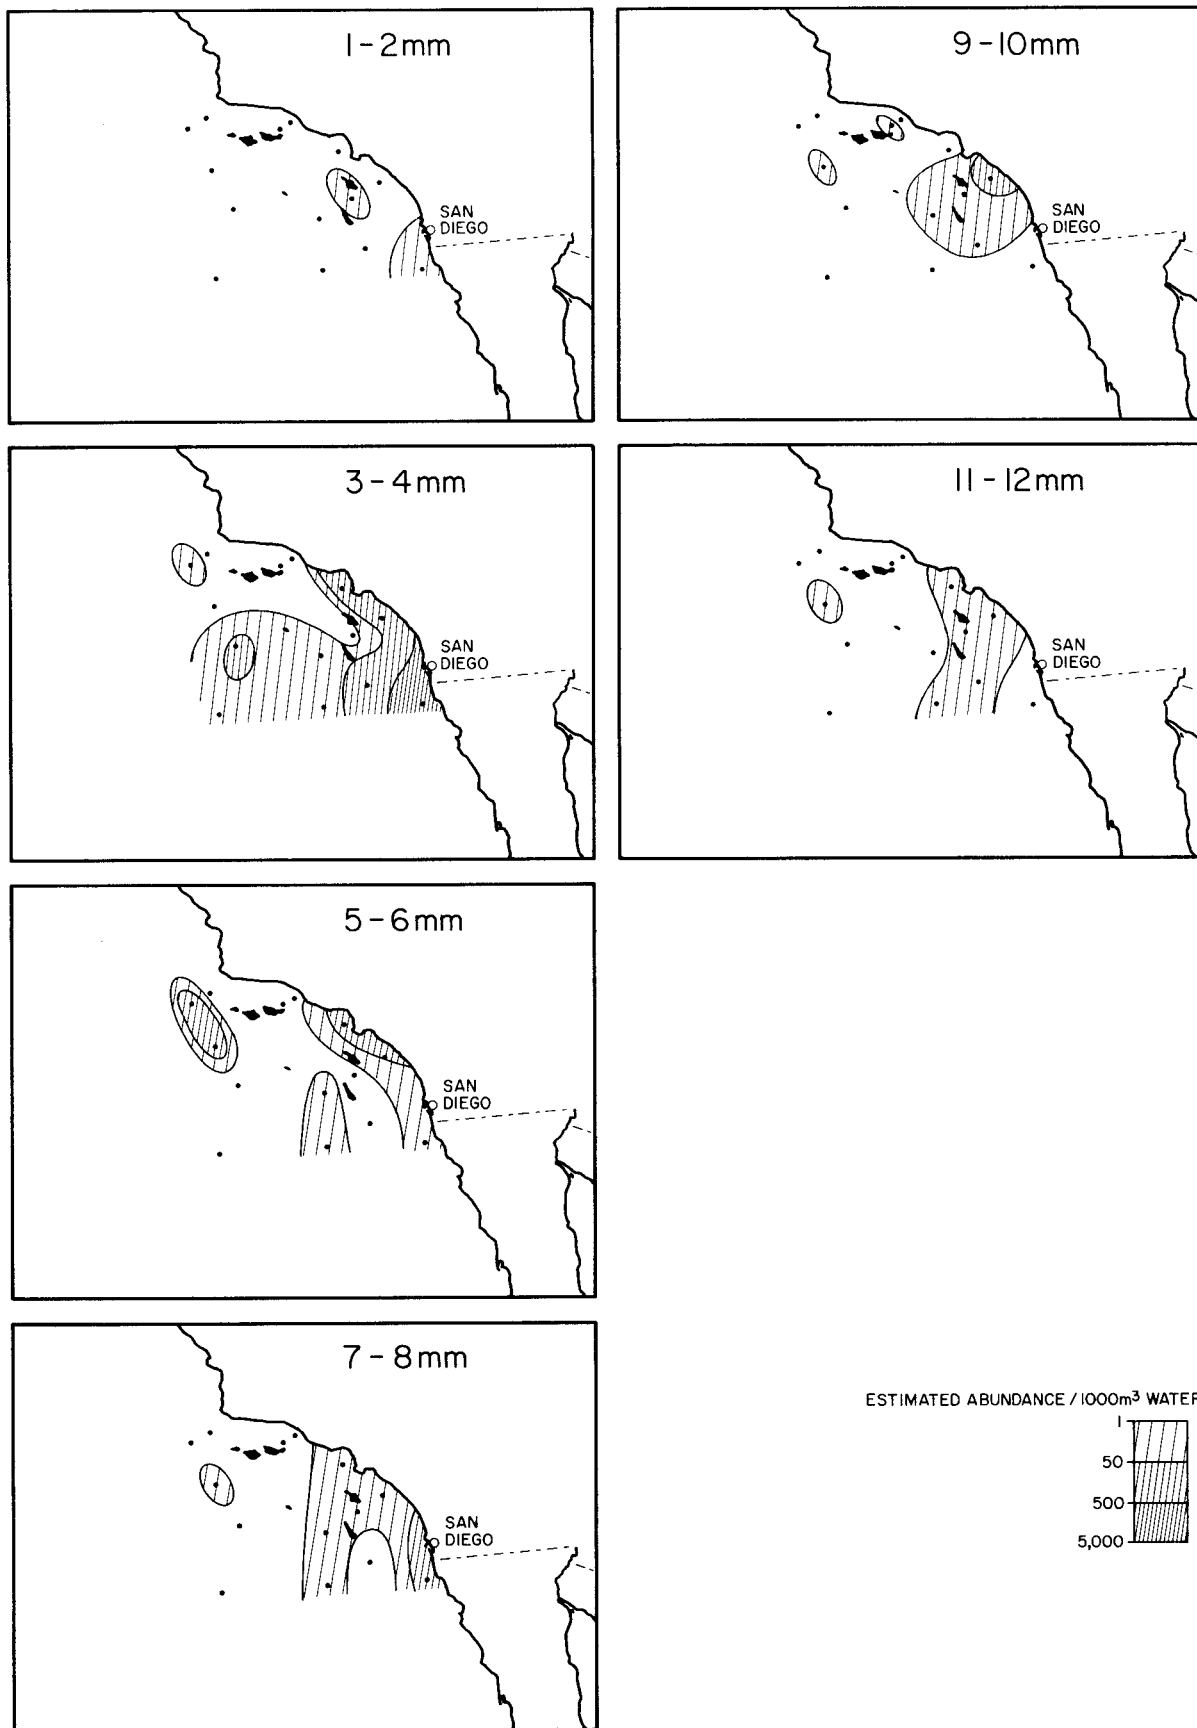 1-2mm
SAN
DIEGO
9-10mm
SAN
DIEGO
3-4mm
SAN
DIEGO
11-12mm
SAN
DIEGO
5-6mm
SAN
DIEGO
7-8mm
SAN
DIEGO
ESTIMATED ABUNDANCE/1000m³ WATER
1
50
500
5,000